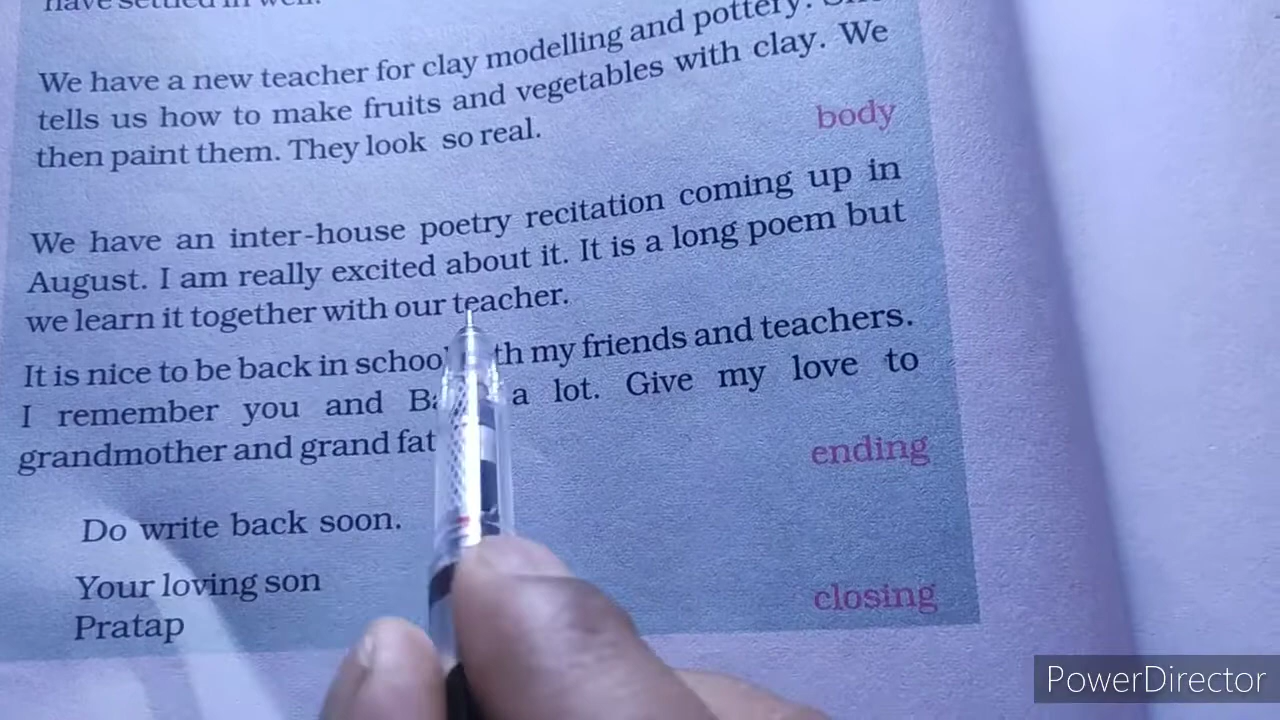 have settled in well.
We have a new teacher for clay modelling and pottery.
tells us how to make fruits and vegetables with clay. We
then paint them. They look so real.
body
We have an inter-house poetry recitation coming up in
August. I am really excited about it. It is a long poem but
we learn it together with our teacher.
It is nice to be back in school my friends and teachers.
I remember you and a lot. Give my love to
grandmother and grand
ending
Do write back soon.
Your loving son
Pratap
closing
PowerDirector